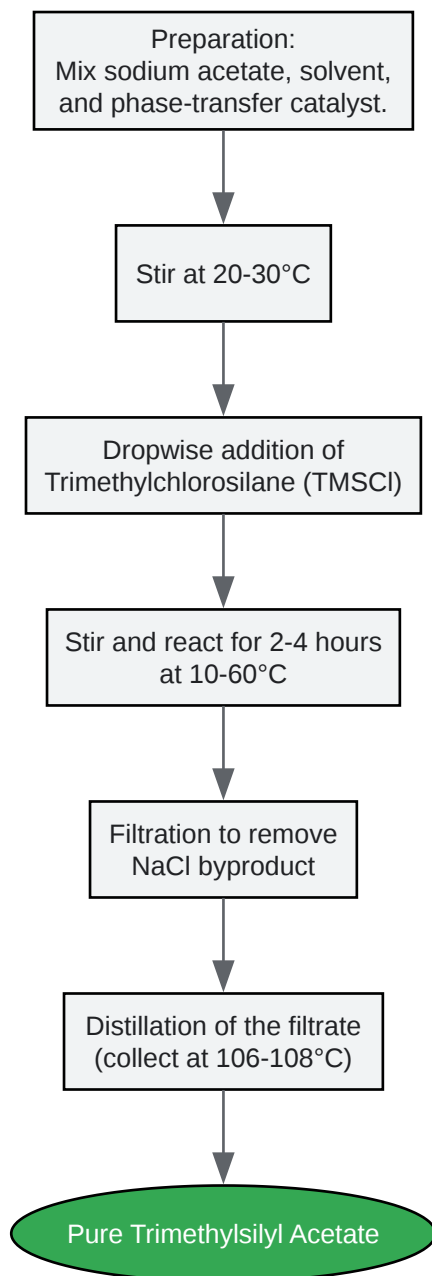 Preparation:
Mix sodium acetate, solvent,
and phase-transfer catalyst.
Stir at 20-30°C
Dropwise addition of
Trimethylchlorosilane (TMSCl)
Stir and react for 2-4 hours
at 10-60°C
Filtration to remove
NaCl byproduct
Distillation of the filtrate
(collect at 106-108°C)
Pure Trimethylsilyl Acetate